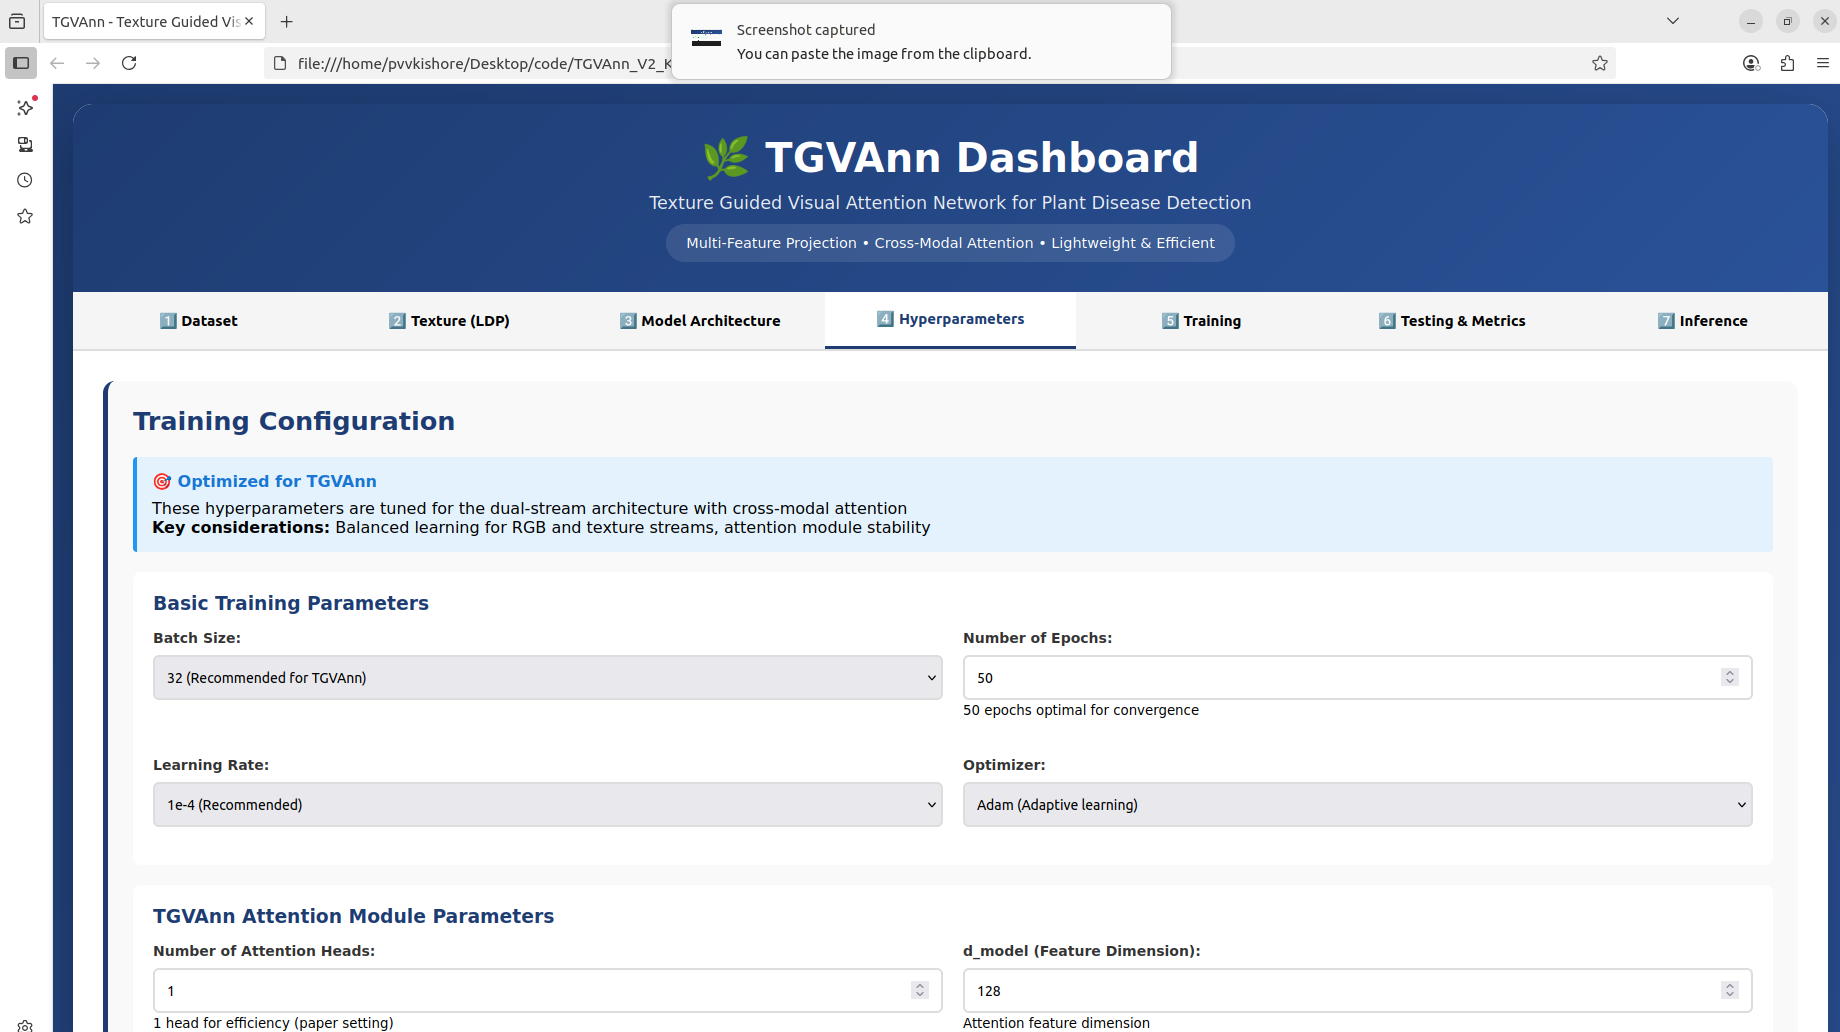 TGVAnn - Texture Guided Vis
Screenshot captured
You can paste the image from the clipboard.
file:///home/pvvkishore/Desktop/code/TGVAnn_V2_K
🌿 TGVAnn Dashboard
Texture Guided Visual Attention Network for Plant Disease Detection
Multi-Feature Projection • Cross-Modal Attention • Lightweight & Efficient
1 Dataset
2 Texture (LDP)
3 Model Architecture
4 Hyperparameters
5 Training
6 Testing & Metrics
7 Inference
Training Configuration
🎯 Optimized for TGVAnn
These hyperparameters are tuned for the dual-stream architecture with cross-modal attention
Key considerations: Balanced learning for RGB and texture streams, attention module stability
Basic Training Parameters
Batch Size:
32 (Recommended for TGVAnn)
Number of Epochs:
50
50 epochs optimal for convergence
Learning Rate:
1e-4 (Recommended)
Optimizer:
Adam (Adaptive learning)
TGVAnn Attention Module Parameters
Number of Attention Heads:
1
1 head for efficiency (paper setting)
d_model (Feature Dimension):
128
Attention feature dimension